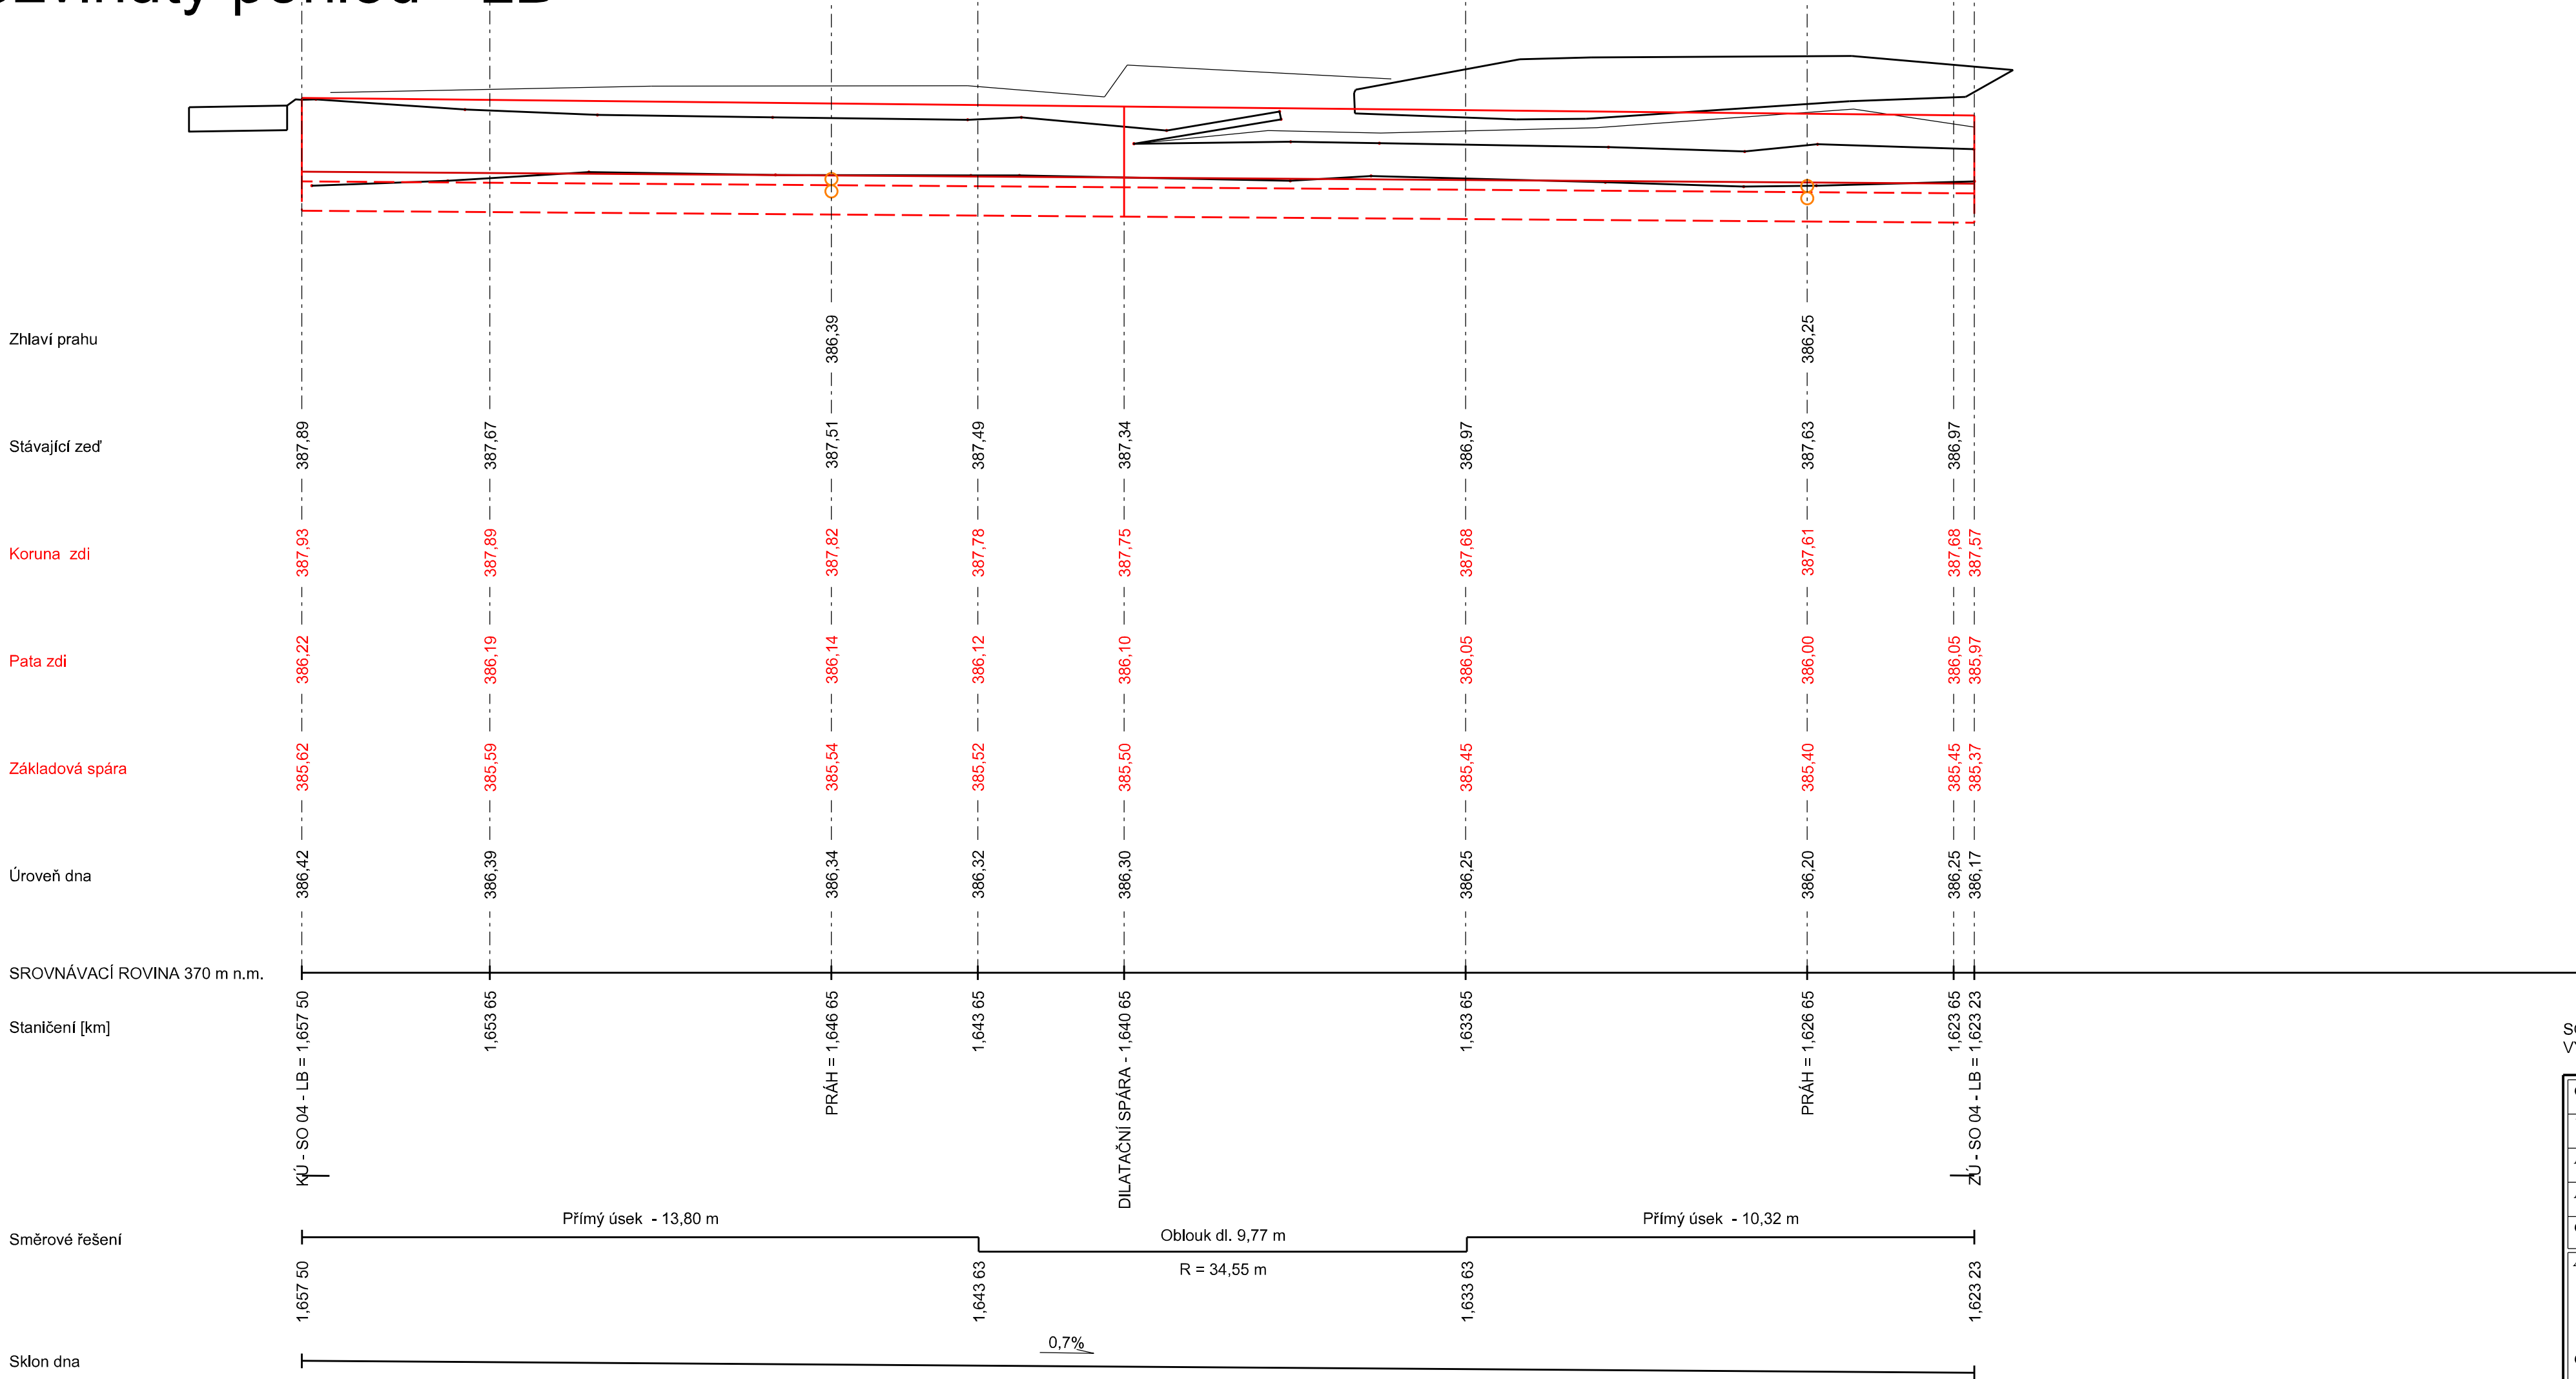 LB
Zhlaví prahu 386,39 386,25
Stávající zeď 387,89 387,67 387,51 387,49 387,34 386,97 387,63 386,97
Koruna zdi 387,93 387,89 387,82 387,78 387,75 387,68 387,61 387,68 387,57
Pata zdi 386,22 386,19 386,14 386,12 386,10 386,05 386,00 386,05 385,97
Základová spára 385,62 385,59 385,54 385,52 385,50 385,45 385,40 385,45 385,37
Úroveň dna 386,42 386,39 386,34 386,32 386,30 386,25 386,20 386,25 386,17
SROVNÁVACÍ ROVINA 370 m n.m.
Staničení [km]
KÚ - SO 04 - LB = 1,657 50
1,653 65
PRÁH = 1,646 65
1,643 65
DILATAČNÍ SPÁRA - 1,640 65
1,633 65
PRÁH = 1,626 65
1,623 65
ZÚ - SO 04 - LB = 1,623 23
Směrové řešení
Přímý úsek - 13,80 m
Oblouk dl. 9,77 m
R = 34,55 m
Přímý úsek - 10,32 m
1,657 50
1,643 63
1,633 63
1,623 23
Sklon dna
0,7%